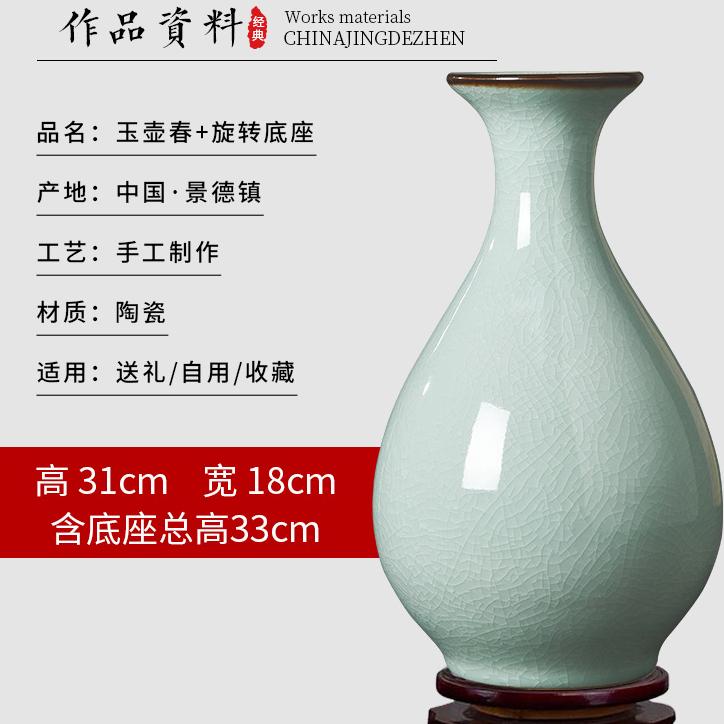 作品資料
经典
Works materials
CHINAJINGDEZHEN
品名：玉壶春+旋转底座
产地：中国·景德镇
工艺：手工制作
材质：陶瓷
适用：送礼/自用/收藏
高 31cm 宽 18cm
含底座总高33cm